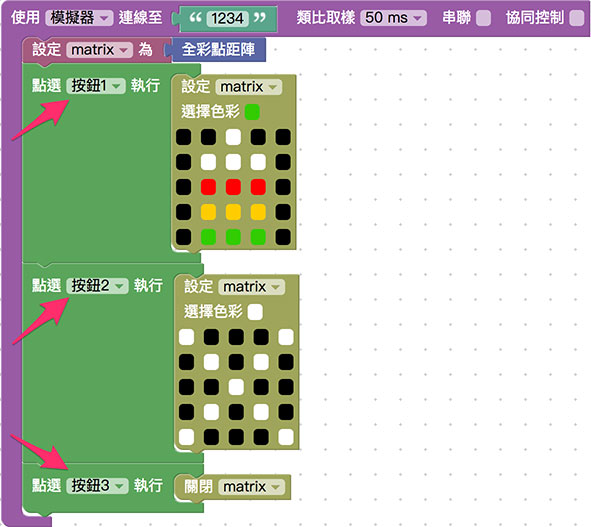 使用 模擬器 連線至 “ 1234 ” 類比取樣 50 ms 串聯 協同控制
設定 matrix 為 全彩點距陣
點選 按鈕1 執行 設定 matrix
選擇色彩
點選 按鈕2 執行 設定 matrix
選擇色彩
點選 按鈕3 執行 關閉 matrix